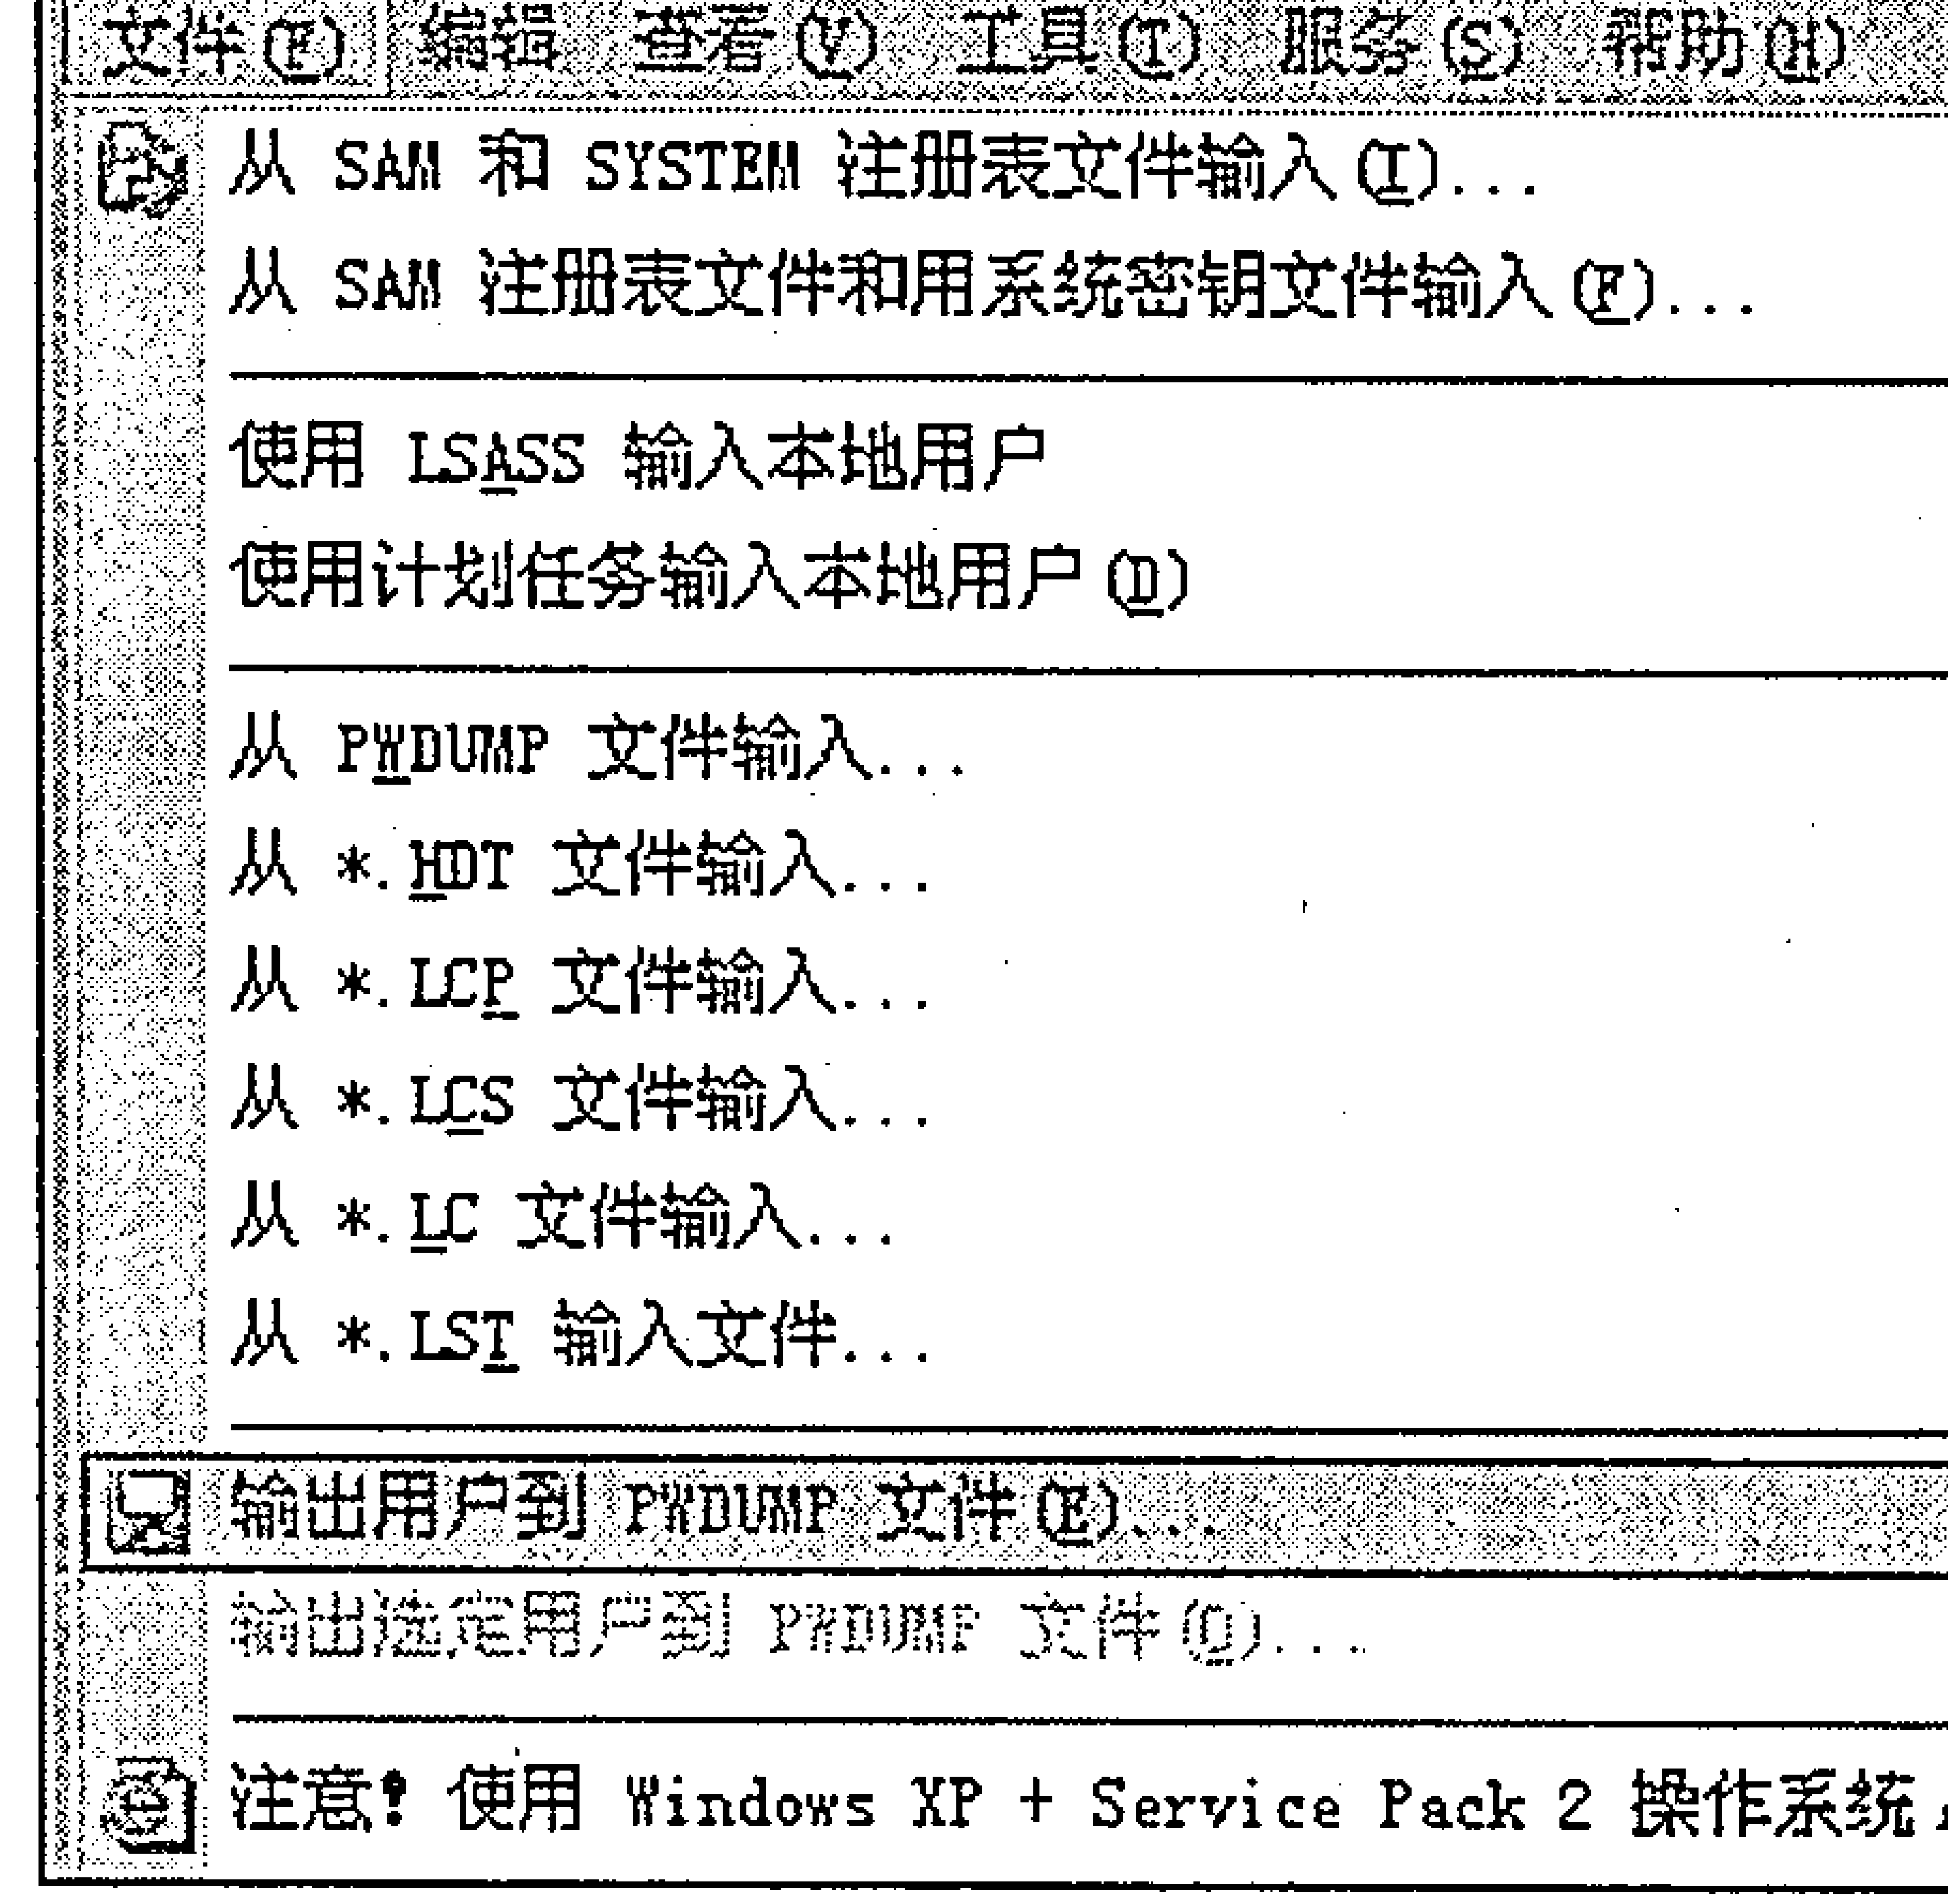 文件(F) 编辑 查看(V) 工具(T) 服务(S) 帮助(H)
从 SAM 和 SYSTEM 注册表文件输入(I)...
从 SAM 注册表文件和用系统密钥文件输入(F)...
使用 LSASS 输入本地用户
使用计划任务输入本地用户(D)
从 PWDUMP 文件输入...
从 *.HDT 文件输入...
从 *.LCP 文件输入...
从 *.LCS 文件输入...
从 *.LC 文件输入...
从 *.LST 输入文件...
输出用户到 PWDUMP 文件(E)...
输出选定用户到 PWDUMP 文件(O)...
注意! 使用 Windows XP + Service Pack 2 操作系统